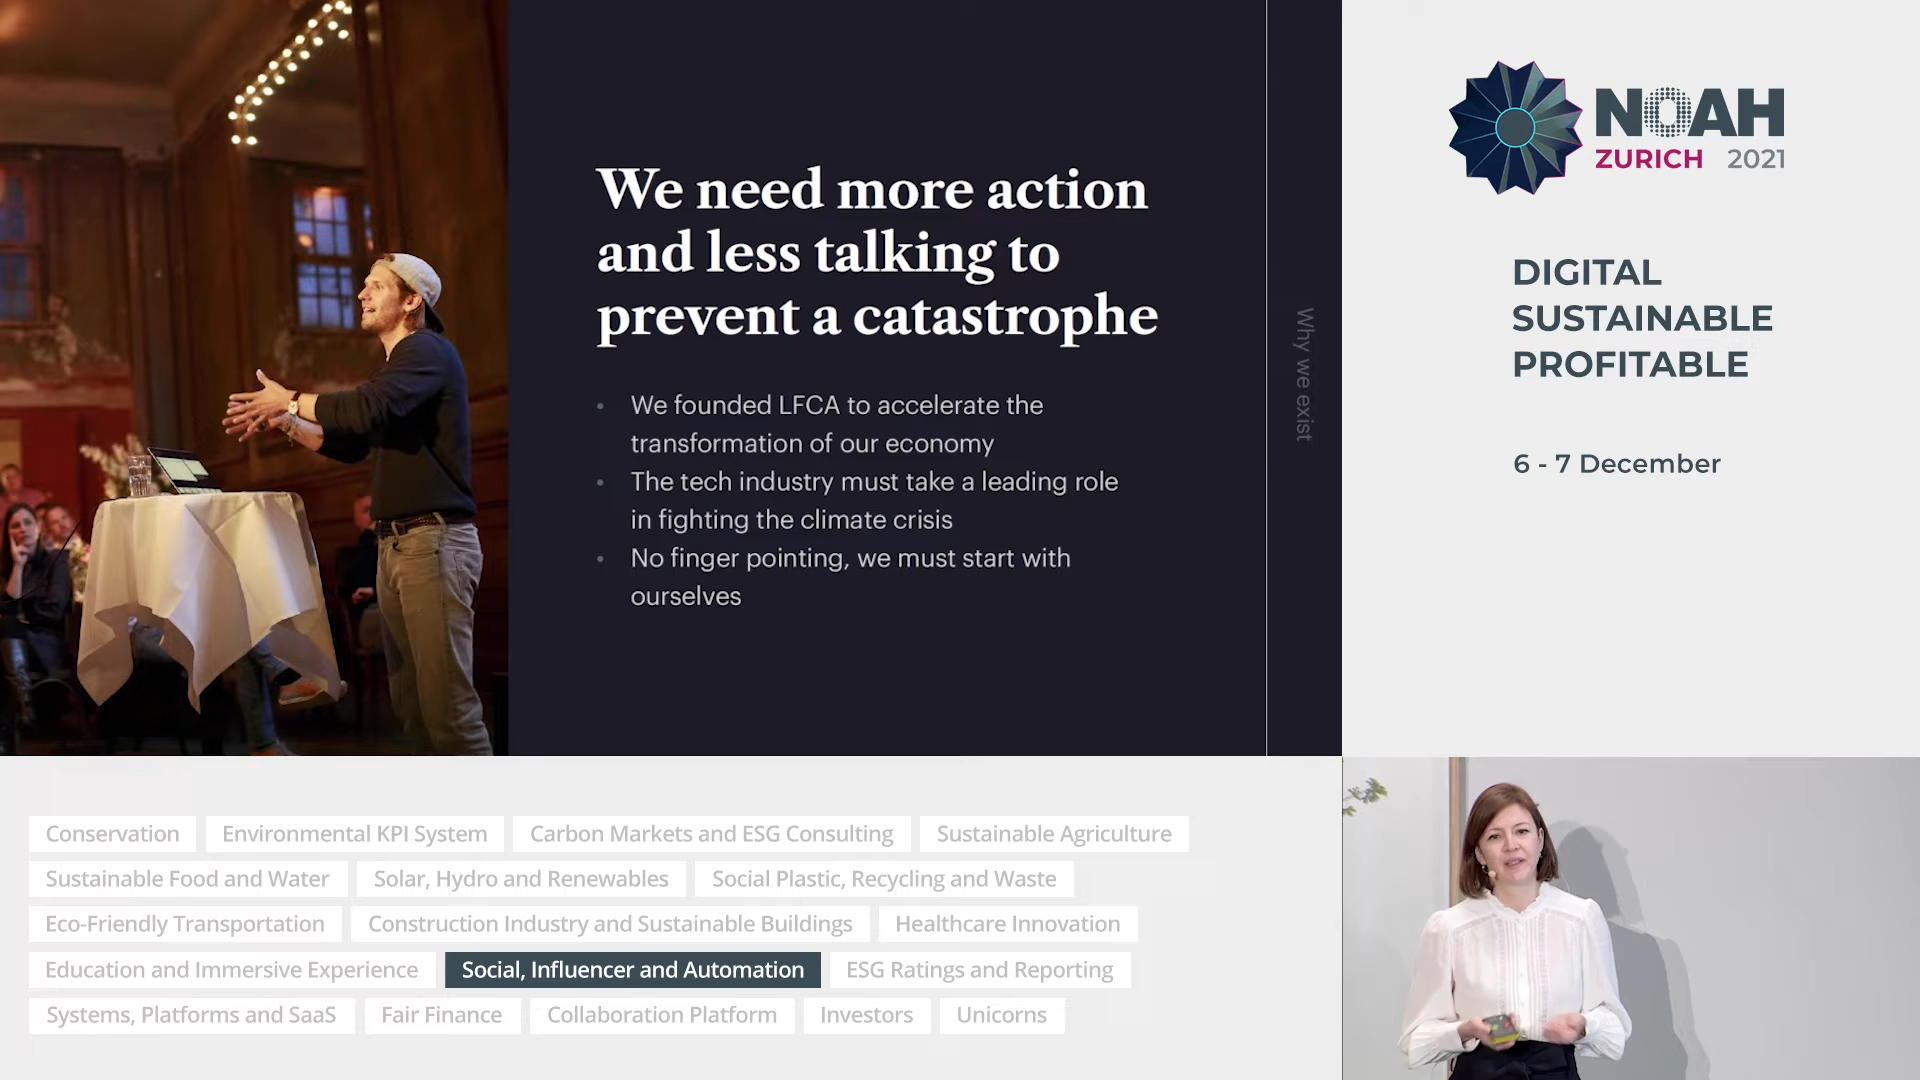 We need more action
and less talking to
prevent a catastrophe
• We founded LFCA to accelerate the
transformation of our economy
• The tech industry must take a leading role
in fighting the climate crisis
• No finger pointing, we must start with
ourselves
Why we exist
NOAH
ZURICH 2021
DIGITAL
SUSTAINABLE
PROFITABLE
6 - 7 December
Conservation Environmental KPI System Carbon Markets and ESG Consulting Sustainable Agriculture
Sustainable Food and Water Solar, Hydro and Renewables Social Plastic, Recycling and Waste
Eco-Friendly Transportation Construction Industry and Sustainable Buildings Healthcare Innovation
Education and Immersive Experience Social, Influencer and Automation ESG Ratings and Reporting
Systems, Platforms and SaaS Fair Finance Collaboration Platform Investors Unicorns